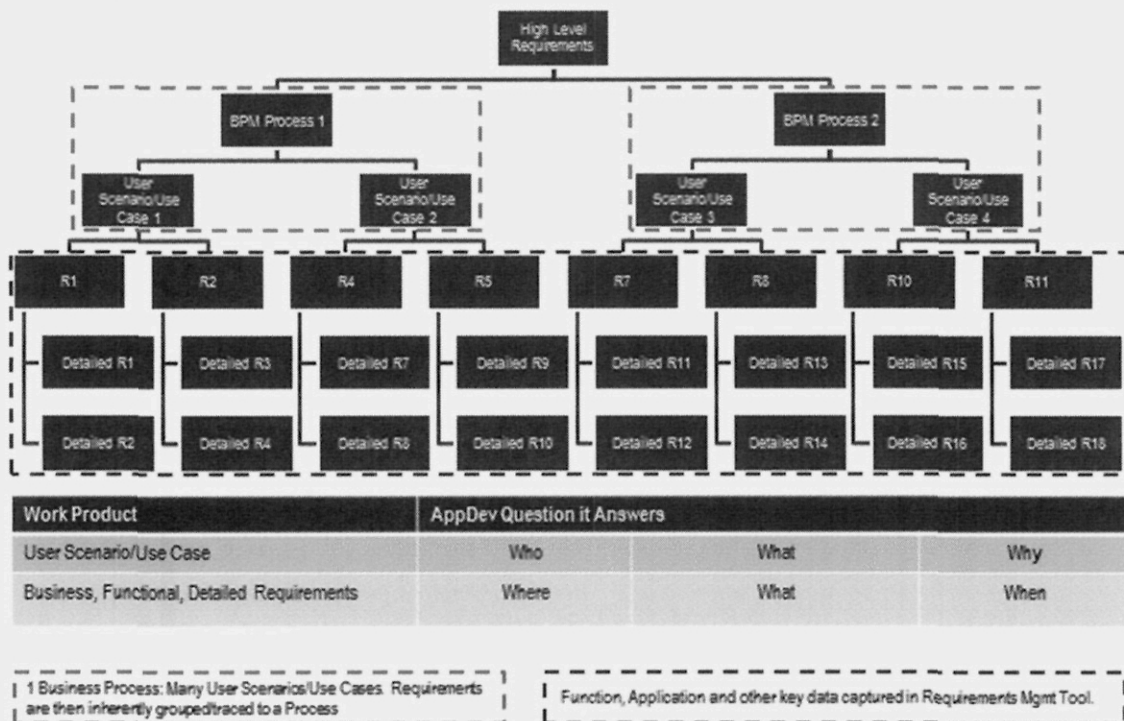 High Level
Requirements
BPM Process 1
BPM Process 2
User
Scenario/Use
Case 1
User
Scenario/Use
Case 2
User
Scenario/Use
Case 3
User
Scenario/Use
Case 4
R1
R2
R4
R5
R7
R8
R10
R11
Detailed R1
Detailed R3
Detailed R7
Detailed R9
Detailed R11
Detailed R13
Detailed R15
Detailed R17
Detailed R2
Detailed R4
Detailed R8
Detailed R10
Detailed R12
Detailed R14
Detailed R16
Detailed R18
Work Product AppDev Question it Answers
User Scenario/Use Case Who What Why
Business, Functional, Detailed Requirements Where What When
1 Business Process: Many User Scenarios/Use Cases. Requirements
are then inherently grouped/traced to a Process
Function, Application and other key data captured in Requirements Mgmt Tool.